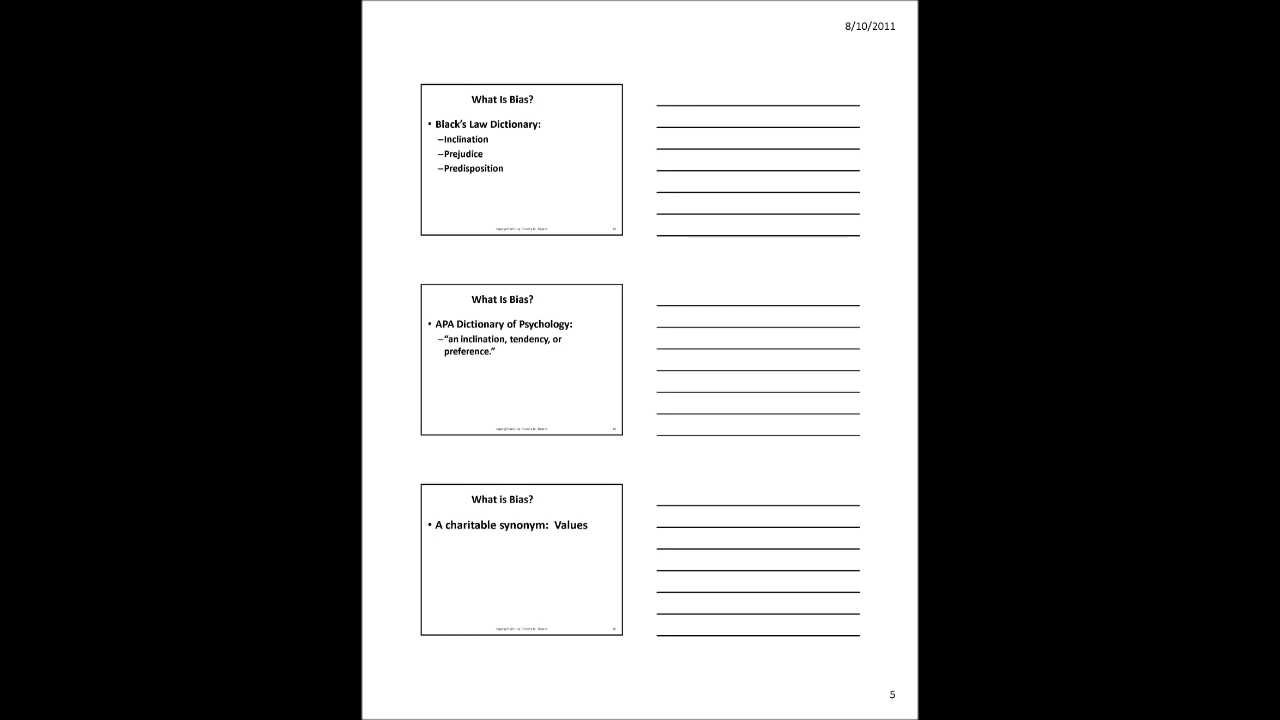 8/10/2011
What Is Bias?
• Black's Law Dictionary:
–Inclination
–Prejudice
–Predisposition
What Is Bias?
• APA Dictionary of Psychology:
–"an inclination, tendency, or
preference."
What is Bias?
• A charitable synonym:  Values
5